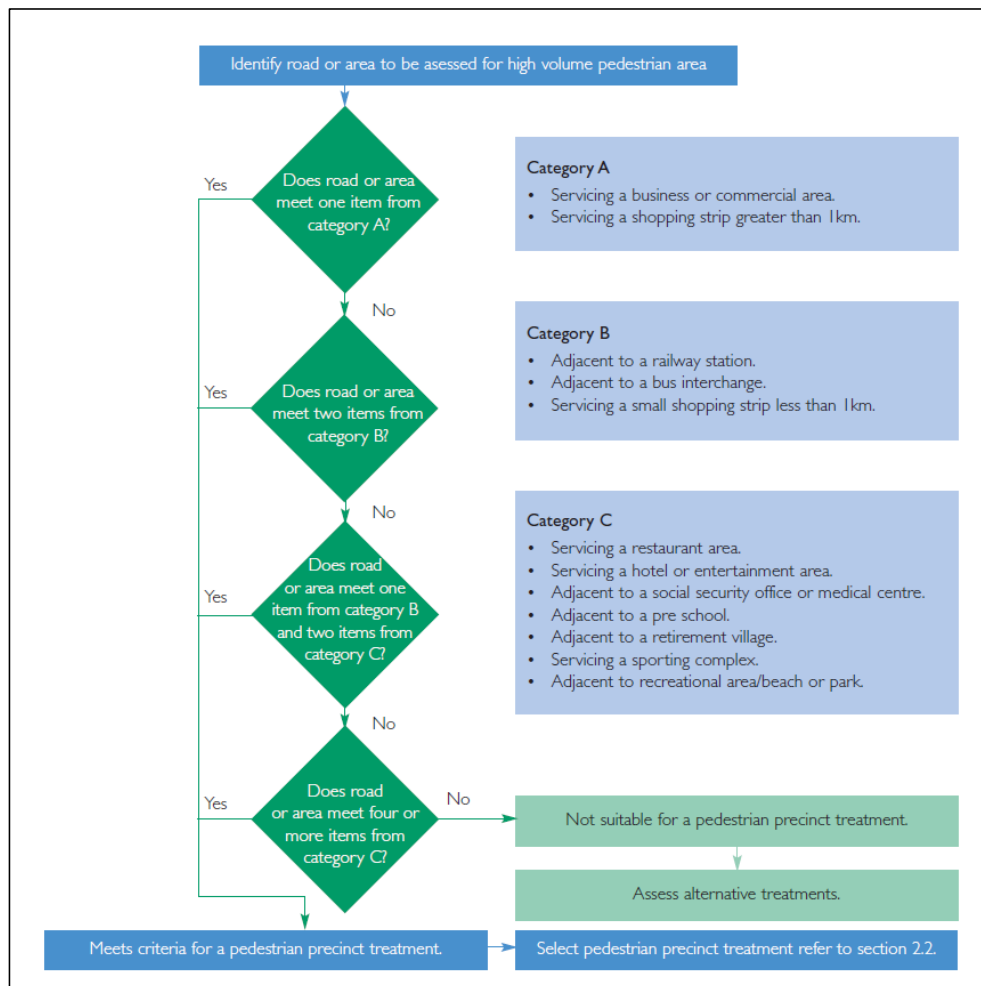 Identify road or area to be asessed for high volume pedestrian area
Yes
Does road or area
meet one item from
category A?
No
Category A
• Servicing a business or commercial area.
• Servicing a shopping strip greater than 1km.
Yes
Does road or area
meet two items from
category B?
No
Category B
• Adjacent to a railway station.
• Adjacent to a bus interchange.
• Servicing a small shopping strip less than 1km.
Yes
Does road
or area meet one
item from category B
and two items from
category C?
No
Category C
• Servicing a restaurant area.
• Servicing a hotel or entertainment area.
• Adjacent to a social security office or medical centre.
• Adjacent to a pre school.
• Adjacent to a retirement village.
• Servicing a sporting complex.
• Adjacent to recreational area/beach or park.
Yes
Does road
or area meet four or
more items from
category C?
No
Not suitable for a pedestrian precinct treatment.
Assess alternative treatments.
Meets criteria for a pedestrian precinct treatment.
Select pedestrian precinct treatment refer to section 2.2.